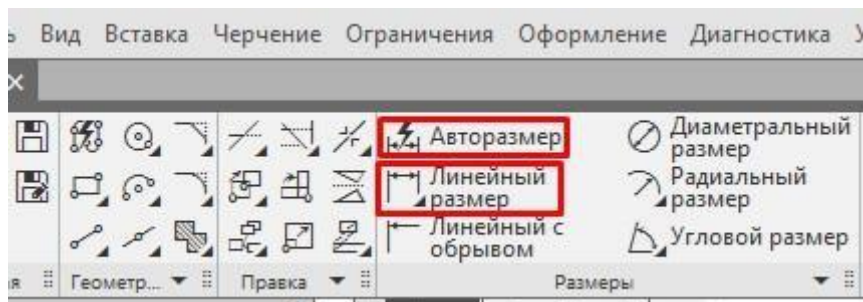 Вид Вставка Черчение Ограничения Оформление Диагностика
Авторазмер
Диаметральный
размер
Линейный
размер
Радиальный
размер
Линейный с
обрывом
Угловой размер
Геометр... Правка Размеры